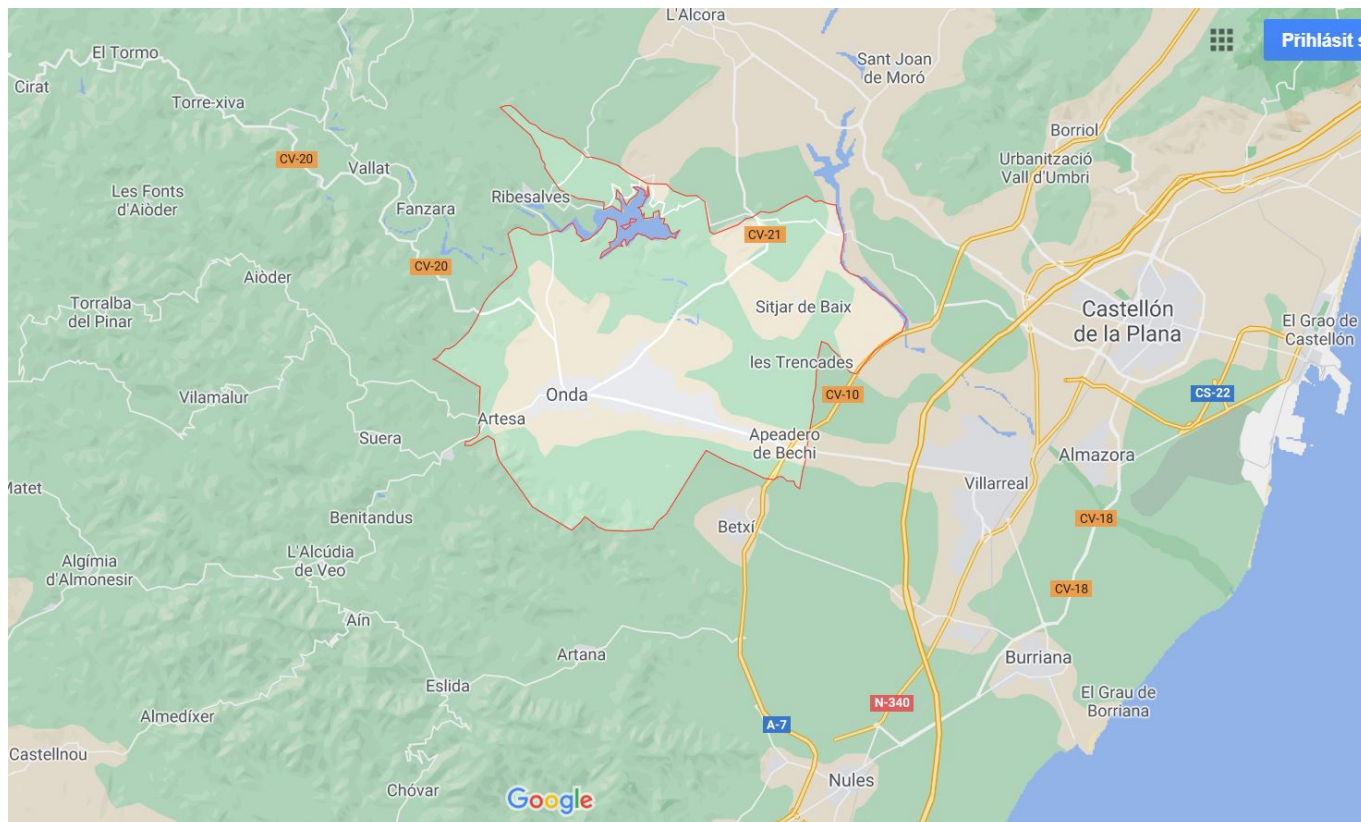 L'Alcora
Přihlásit s
El Tormo
Sant Joan
de Moró
Cirat
Torre-xiva
Borriol
CV-20
Urbanització
Vall d'Umbri
Vallat
Les Fonts
d'Aiòder
Ribesalves
Fanzara
CV-21
CV-20
Aiòder
Torralba
del Pinar
Sitjar de Baix
Castellón
de la Plana
El Grao de
Castellón
les Trencades
Onda
CV-10
CS-22
Vilamalur
Artesa
Suera
Apeadero
de Bechi
Almazora
Villarreal
Matet
Benitandus
Betxí
CV-18
Algímia
d'Almonesir
L'Alcúdia
de Veo
CV-18
Aín
Artana
Burriana
Eslida
El Grau de
Borriana
N-340
Almedíxer
A-7
Castellnou
Nules
Chóvar
Google